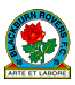 BLACKBURN ROVERS F.C.
ARTE ET LABORE